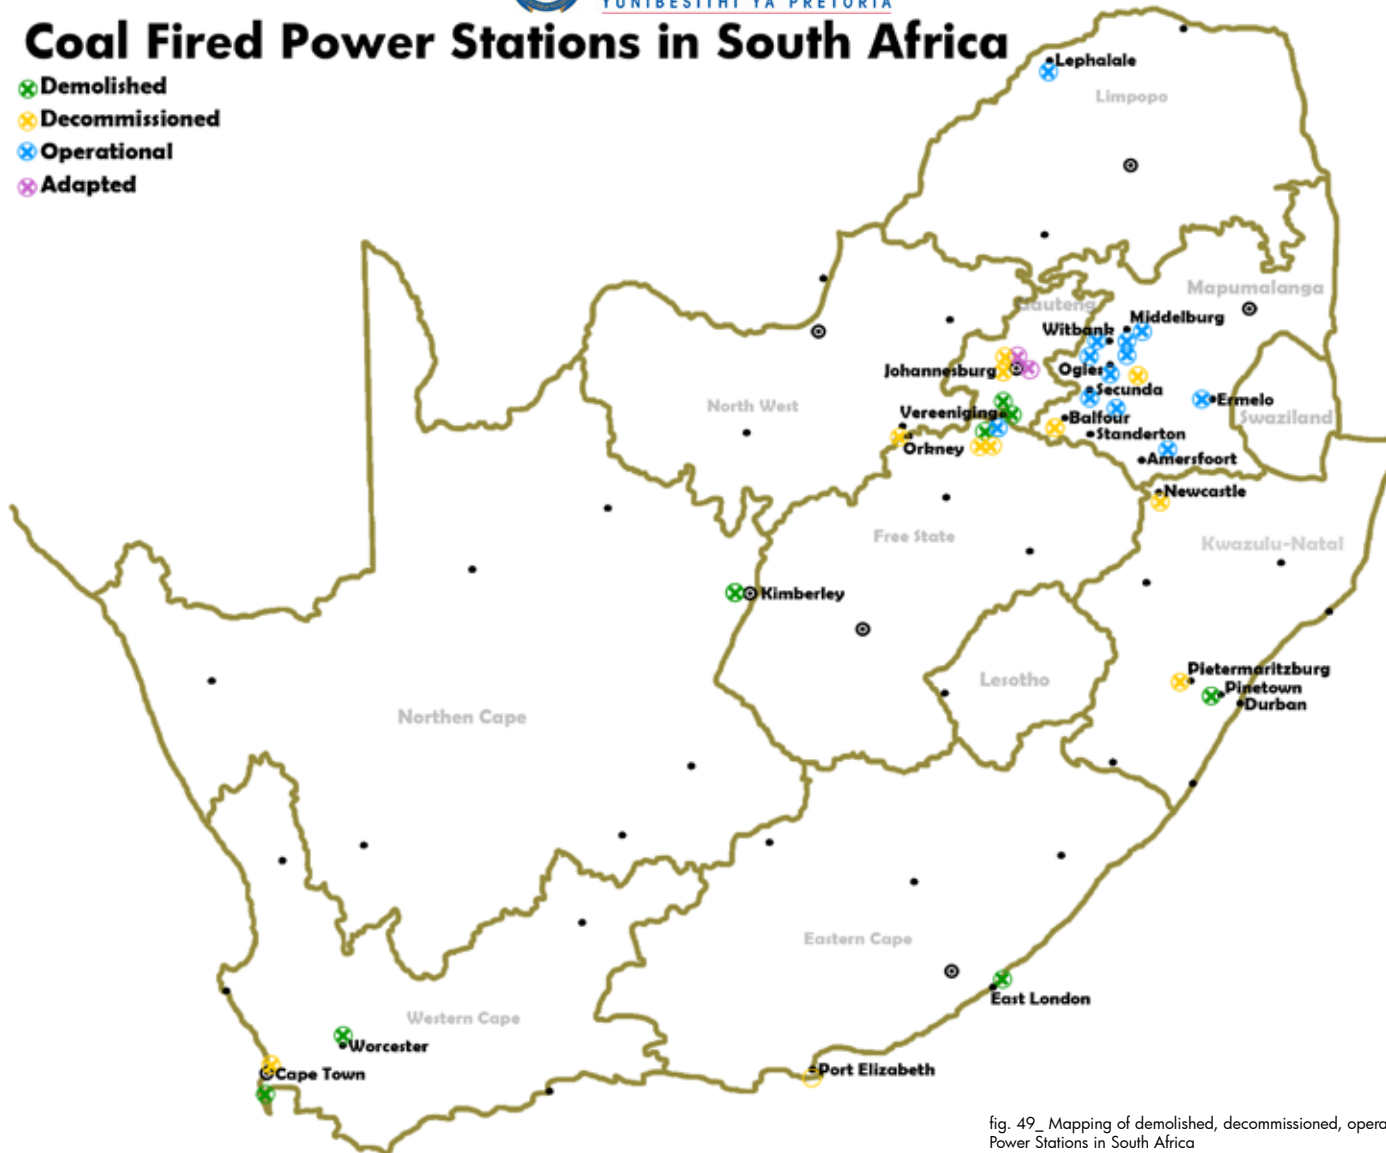 YUNIBESITHI YA PRETORIA
Coal Fired Power Stations in South Africa
Demolished
Decommissioned
Operational
Adapted
Lephalale
Limpopo
Mapumalanga
Gauteng
Middelburg
Witbank
Johannesburg
Ogies
Secunda
Ermelo
North West
Vereeniging
Balfour
Swaziland
Standerton
Orkney
Amersfoort
Newcastle
Free State
Kwazulu-Natal
Kimberley
Pietermaritzburg
Lesotho
Pinetown
Durban
Northen Cape
Eastern Cape
East London
Western Cape
Worcester
Cape Town
Port Elizabeth
fig. 49_ Mapping of demolished, decommissioned, opera
Power Stations in South Africa